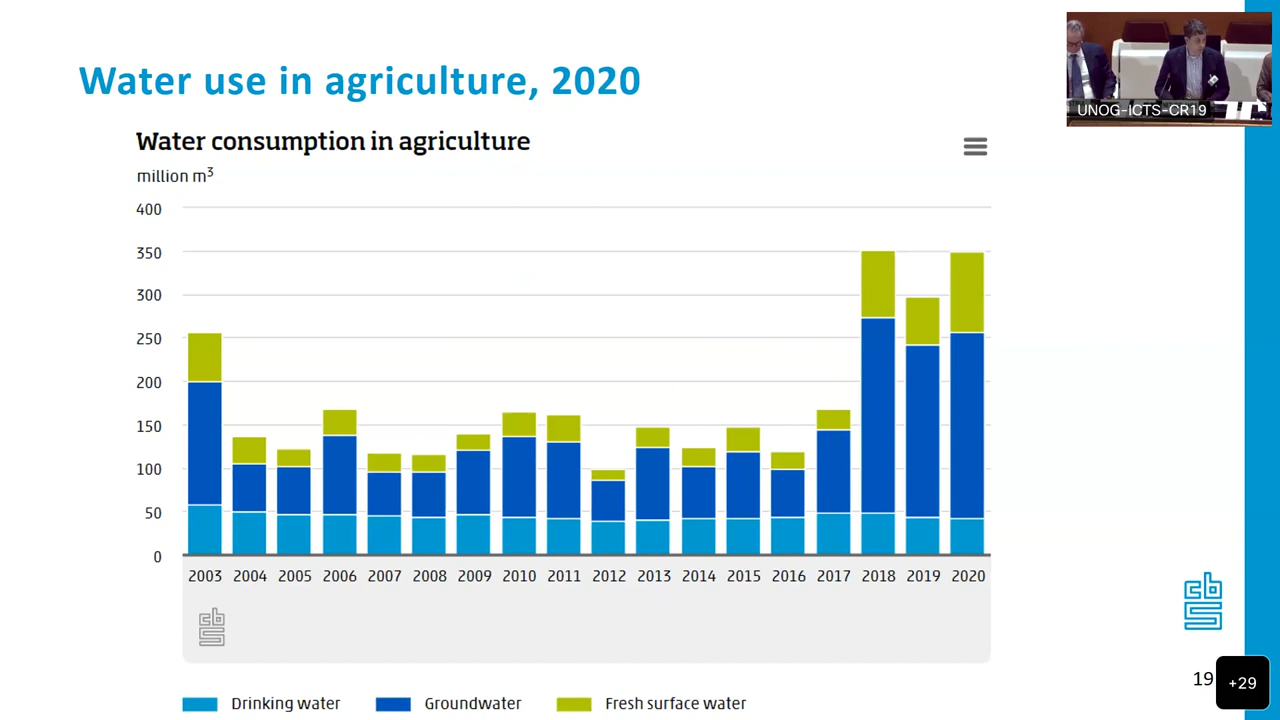 Water use in agriculture, 2020
UNOG-ICTS-CR19
Water consumption in agriculture
million m³
400
350
300
250
200
150
100
50
0
2003 2004 2005 2006 2007 2008 2009 2010 2011 2012 2013 2014 2015 2016 2017 2018 2019 2020
cbs
cbs
19
+29
Drinking water Groundwater Fresh surface water